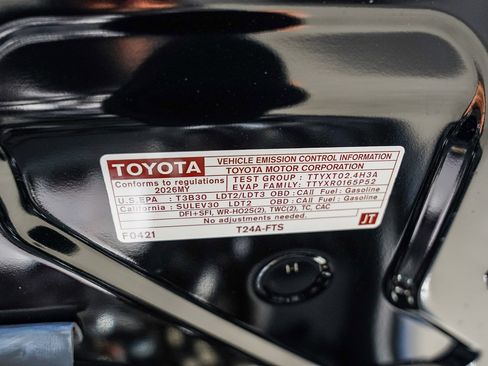 TOYOTA VEHICLE EMISSION CONTROL INFORMATION
TOYOTA MOTOR CORPORATION
Conforms to regulations TEST GROUP : TTYXT02.4H3A
2026MY EVAP FAMILY: TTYXR0165P52
U.S EPA : T3B30 LDT2/LDT3 OBD: CAⅡ Fuel: Gasoline
California : SULEV30 LDT2 OBD : CAⅡ Fuel: Gasoline
DFI+SFI, WR-HO2S(2), TWC(2), TC, CAC
No adjustments needed.
F0421 T24A-FTS JT
H